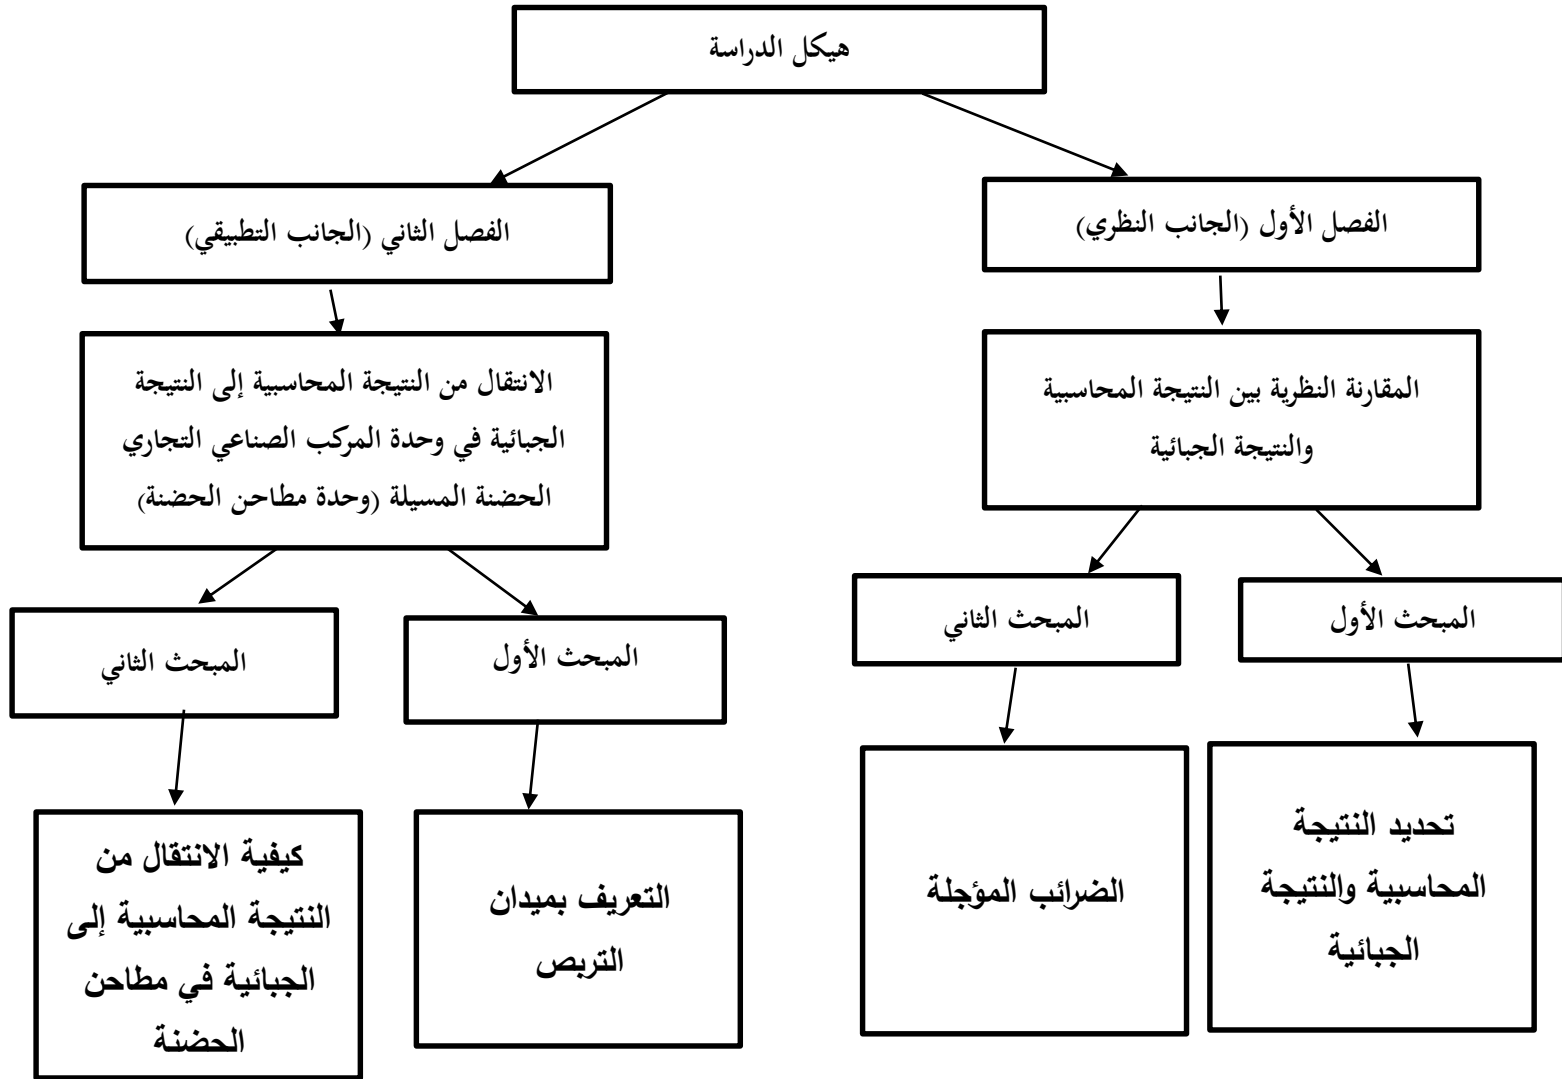 هيكل الدراسة
الفصل الأول (الجانب النظري)
الفصل الثاني (الجانب التطبيقي)
المقارنة النظرية بين النتيجة المحاسبية
والنتيجة الجبائية
الانتقال من النتيجة المحاسبية إلى النتيجة
الجبائية في وحدة المركب الصناعي التجاري
الحضنة المسيلة (وحدة مطاحن الحضنة)
المبحث الأول
المبحث الثاني
المبحث الأول
المبحث الثاني
تحديد النتيجة
المحاسبية والنتيجة
الجبائية
الضرائب المؤجلة
التعريف بميدان
التربص
كيفية الانتقال من
النتيجة المحاسبية إلى
الجبائية في مطاحن
الحضنة